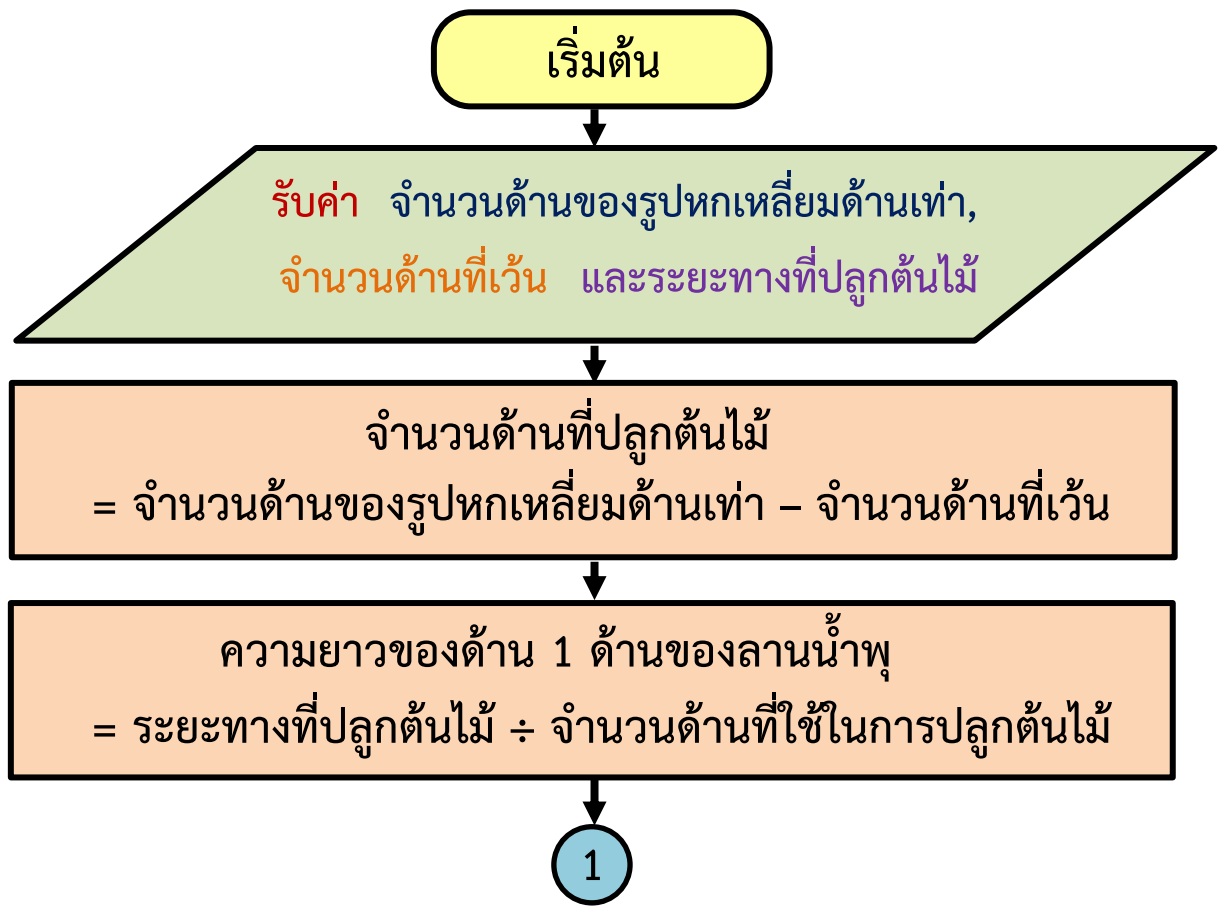 เริ่มต้น
รับค่า จำนวนด้านของรูปหกเหลี่ยมด้านเท่า,
จำนวนด้านที่เว้น และระยะทางที่ปลูกต้นไม้
จำนวนด้านที่ปลูกต้นไม้
= จำนวนด้านของรูปหกเหลี่ยมด้านเท่า – จำนวนด้านที่เว้น
ความยาวของด้าน 1 ด้านของลานน้ำพุ
= ระยะทางที่ปลูกต้นไม้ ÷ จำนวนด้านที่ใช้ในการปลูกต้นไม้
1